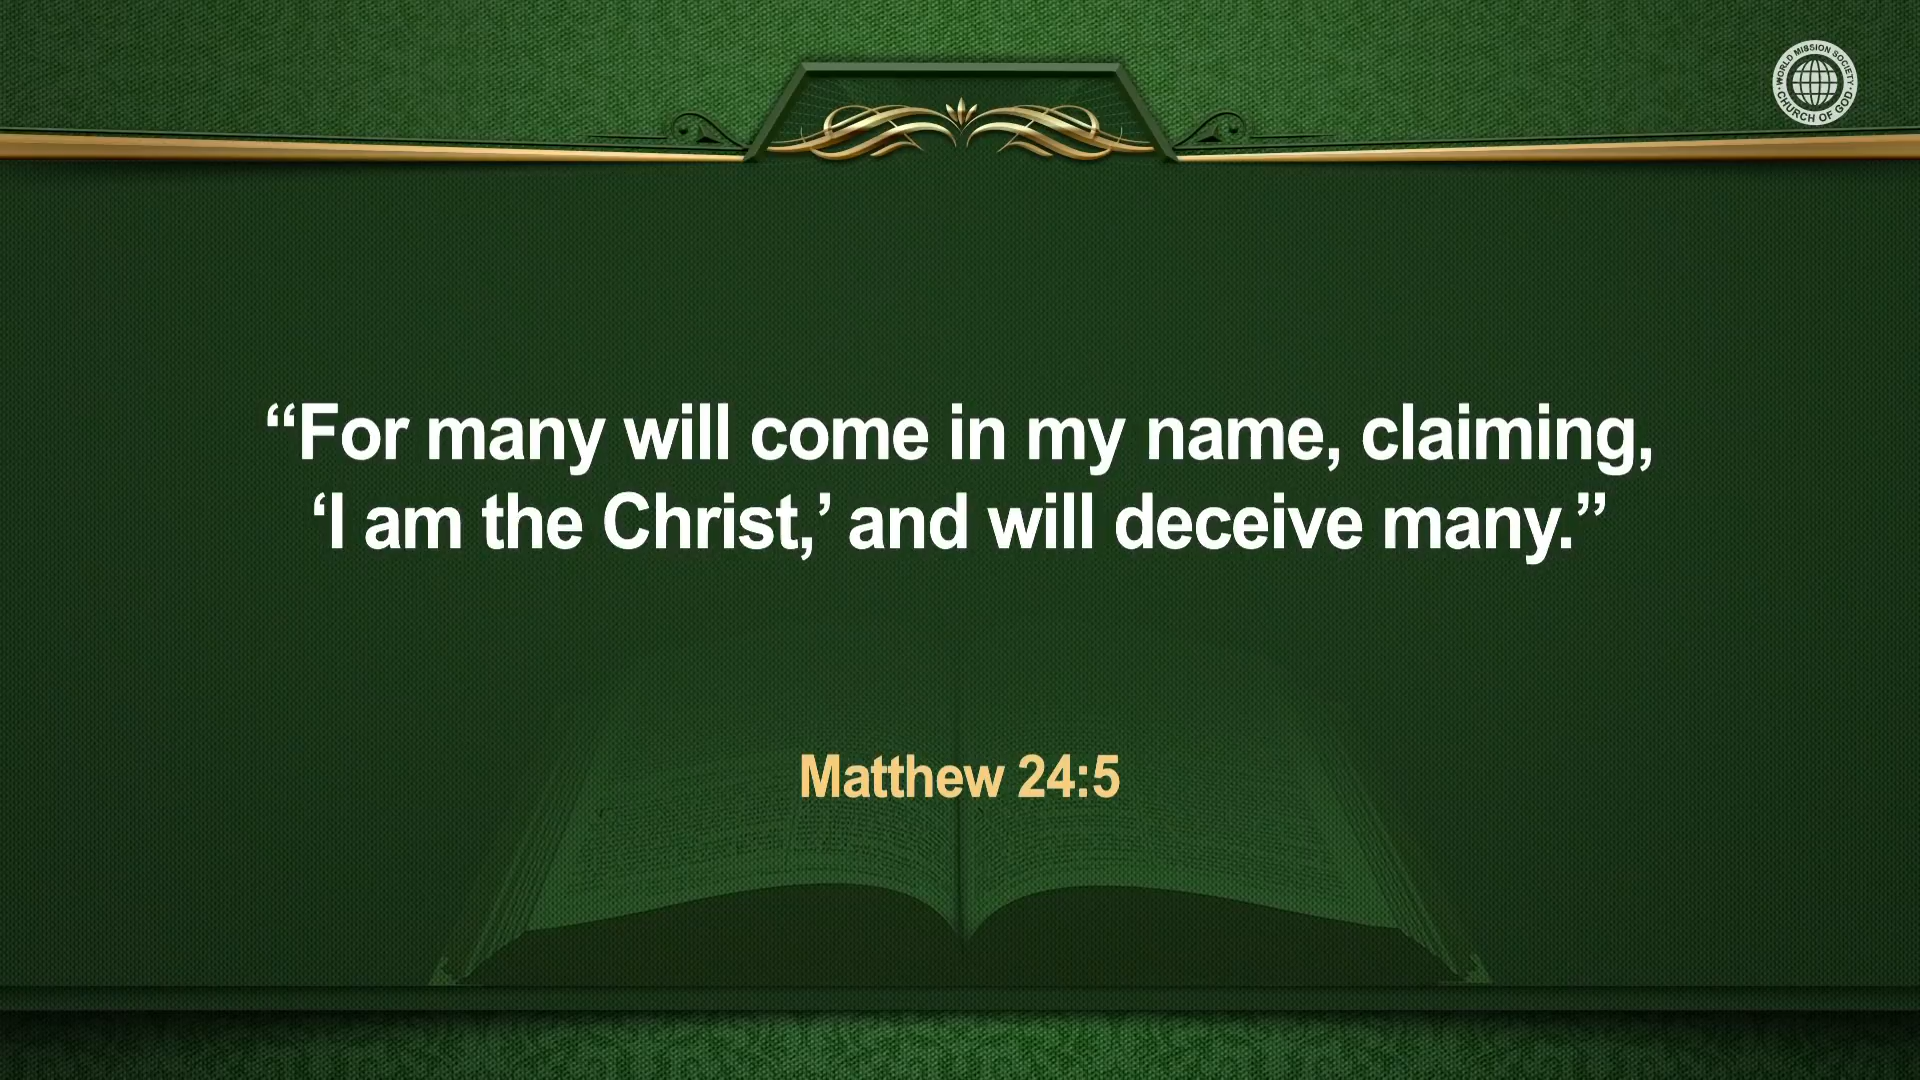 WORLD MISSION SOCIETY
CHURCH OF GOD
“For many will come in my name, claiming,
‘I am the Christ,’ and will deceive many.”
Matthew 24:5